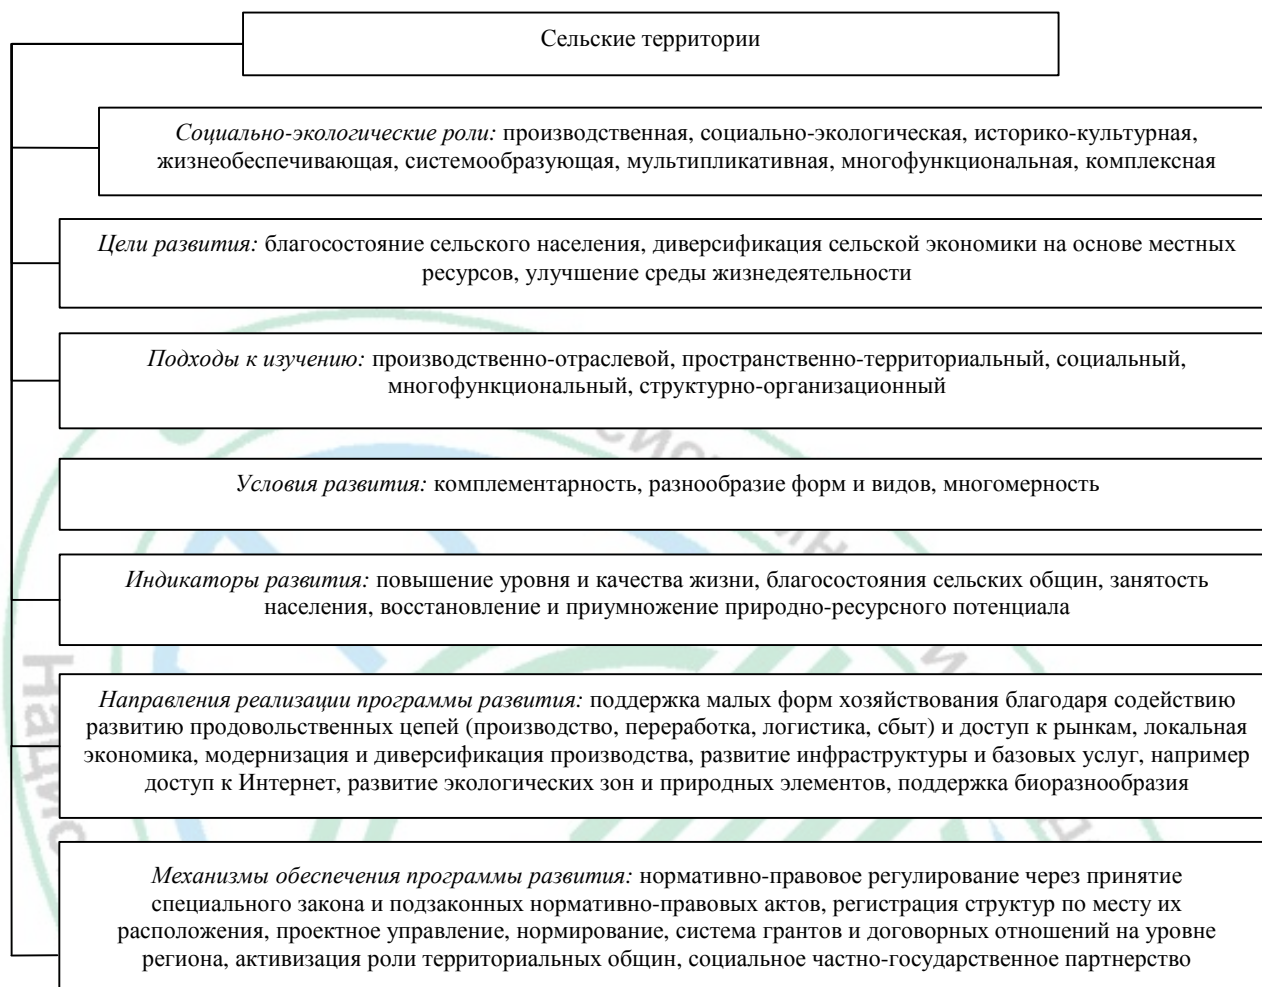 Сельские территории
Социально-экологические роли: производственная, социально-экологическая, историко-культурная,
жизнеобеспечивающая, системообразующая, мультипликативная, многофункциональная, комплексная
Цели развития: благосостояние сельского населения, диверсификация сельской экономики на основе местных
ресурсов, улучшение среды жизнедеятельности
Подходы к изучению: производственно-отраслевой, пространственно-территориальный, социальный,
многофункциональный, структурно-организационный
Условия развития: комплементарность, разнообразие форм и видов, многомерность
Индикаторы развития: повышение уровня и качества жизни, благосостояния сельских общин, занятость
населения, восстановление и приумножение природно-ресурсного потенциала
Направления реализации программы развития: поддержка малых форм хозяйствования благодаря содействию
развитию продовольственных цепей (производство, переработка, логистика, сбыт) и доступ к рынкам, локальная
экономика, модернизация и диверсификация производства, развитие инфраструктуры и базовых услуг, например
доступ к Интернет, развитие экологических зон и природных элементов, поддержка биоразнообразия
Механизмы обеспечения программы развития: нормативно-правовое регулирование через принятие
специального закона и подзаконных нормативно-правовых актов, регистрация структур по месту их
расположения, проектное управление, нормирование, система грантов и договорных отношений на уровне
региона, активизация роли территориальных общин, социальное частно-государственное партнерство